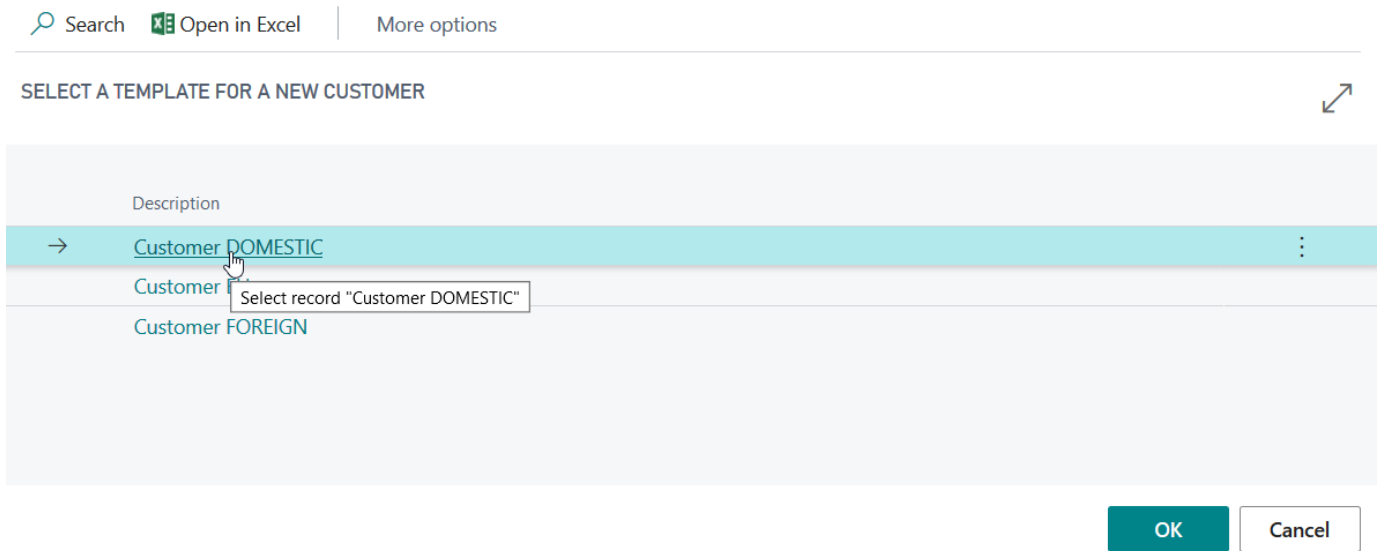 Search Open in Excel More options
SELECT A TEMPLATE FOR A NEW CUSTOMER
Description
Customer DOMESTIC
Customer
Select record "Customer DOMESTIC"
Customer FOREIGN
OK Cancel